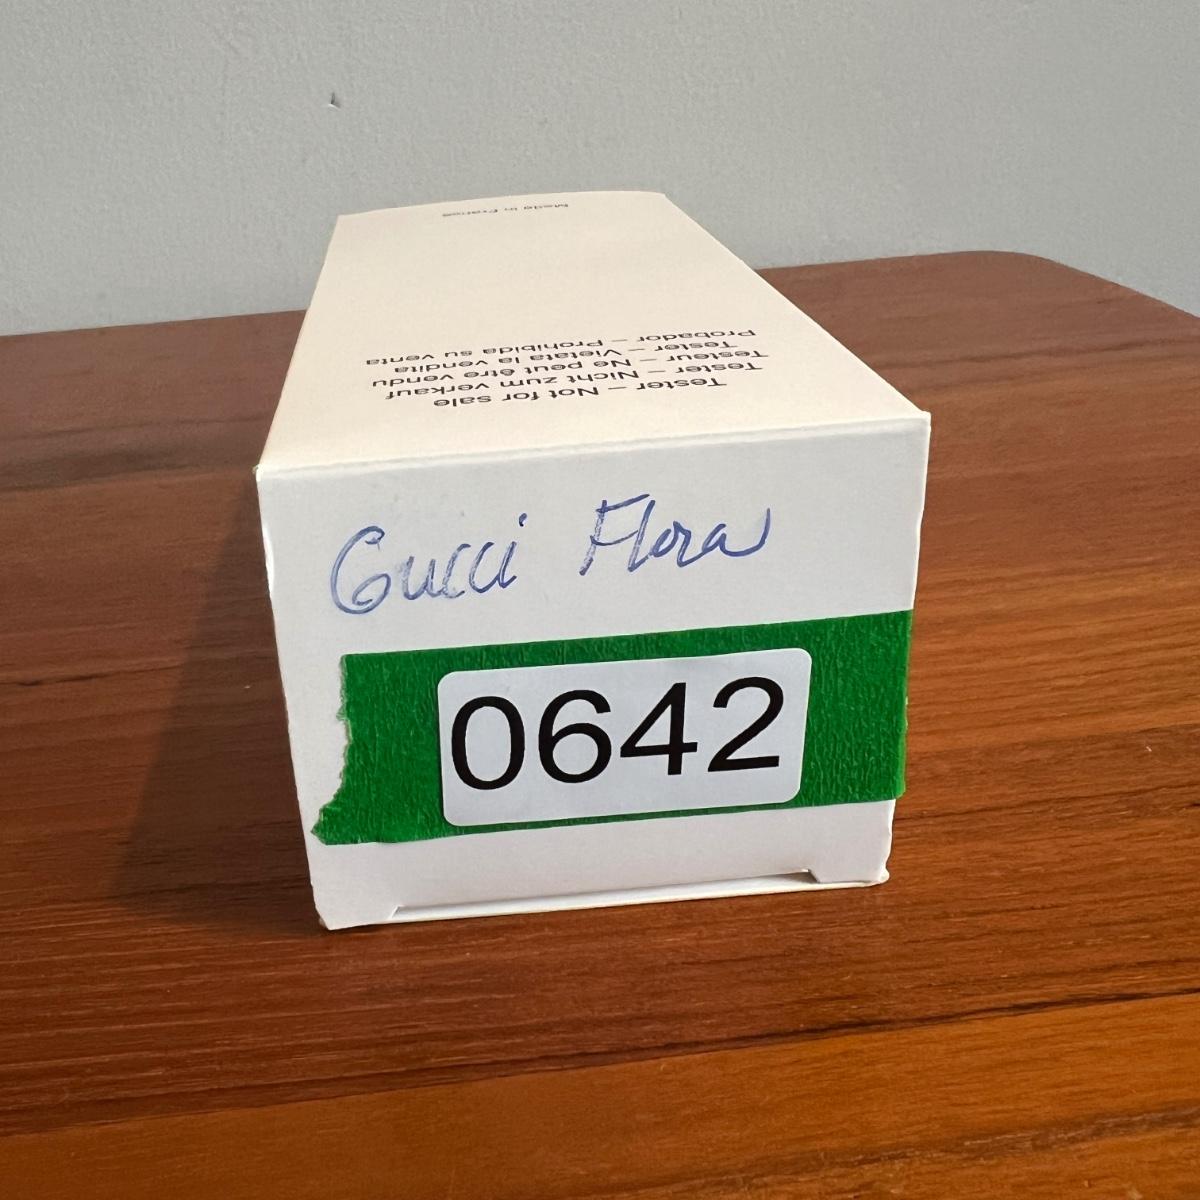 Made in France
Tester – Not for sale
Tester – Nicht zum verkauf
Testeur – Ne peut être vendu
Tester – Vietata la vendita
Probador – Prohibida su venta
Gucci Flora
0642